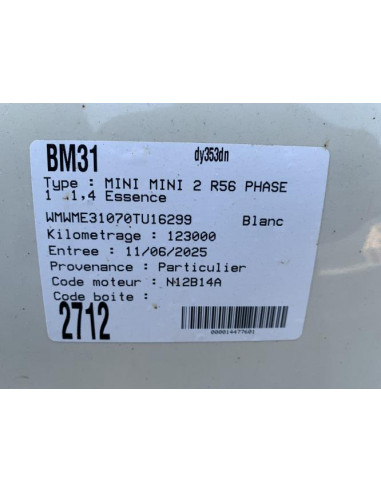 BM31 dy353dn
Type : MINI MINI 2 R56 PHASE
1 1,4 Essence
WMWME31070TU16299 Blanc
Kilometrage : 123000
Entree : 11/06/2025
Provenance : Particulier
Code moteur : N12B14A
Code boite :
2712
000014477601